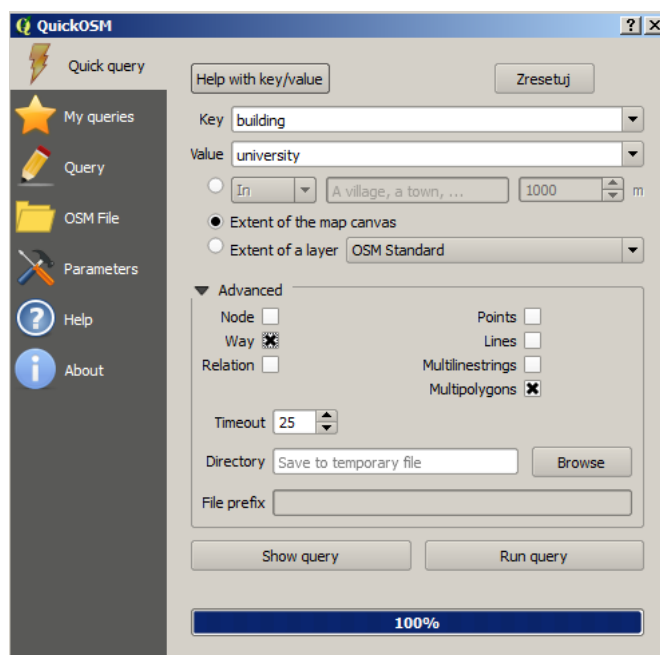 QuickOSM
Quick query
My queries
Query
OSM File
Parameters
Help
About
Help with key/value Zresetuj
Key building
Value university
In A village, a town, ... 1000 m
Extent of the map canvas
Extent of a layer OSM Standard
Advanced
Node Points
Way Lines
Relation Multilinestrings
Multipolygons
Timeout 25
Directory Save to temporary file Browse
File prefix
Show query Run query
100%